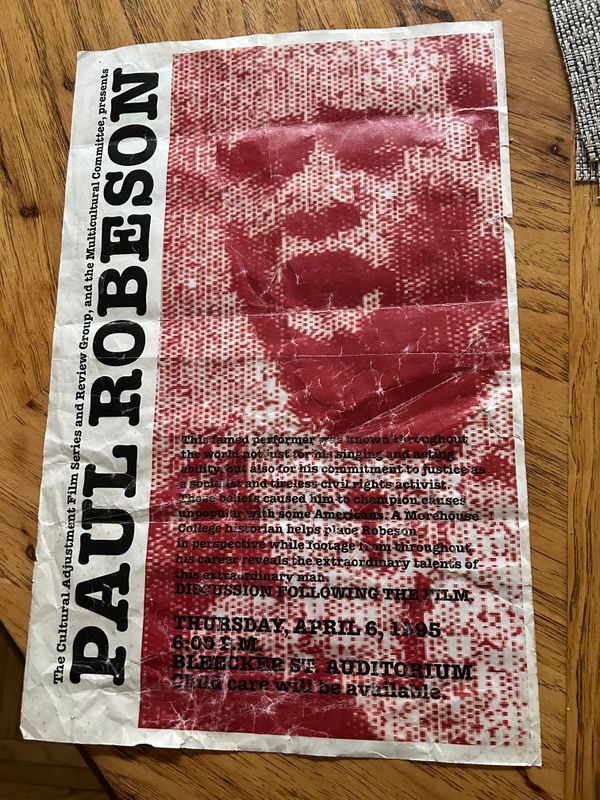 The Cultural Adjustment Film Series and Review Group, and the Multicultural Committee, presents
PAUL ROBESON
This famed performer was known throughout
the world not just for his singing and acting
ability, but also for his commitment to justice as
a socialist and tireless civil rights activist.
These beliefs caused him to champion causes
unpopular with some Americans. A Morehouse
College historian helps place Robeson
in perspective while footage from throughout
his career reveals the extraordinary talents of
this extraordinary man.
DISCUSSION FOLLOWING THE FILM.
THURSDAY, APRIL 6, 1995
6:00 P.M.
BLEECKER ST. AUDITORIUM
Child care will be available.